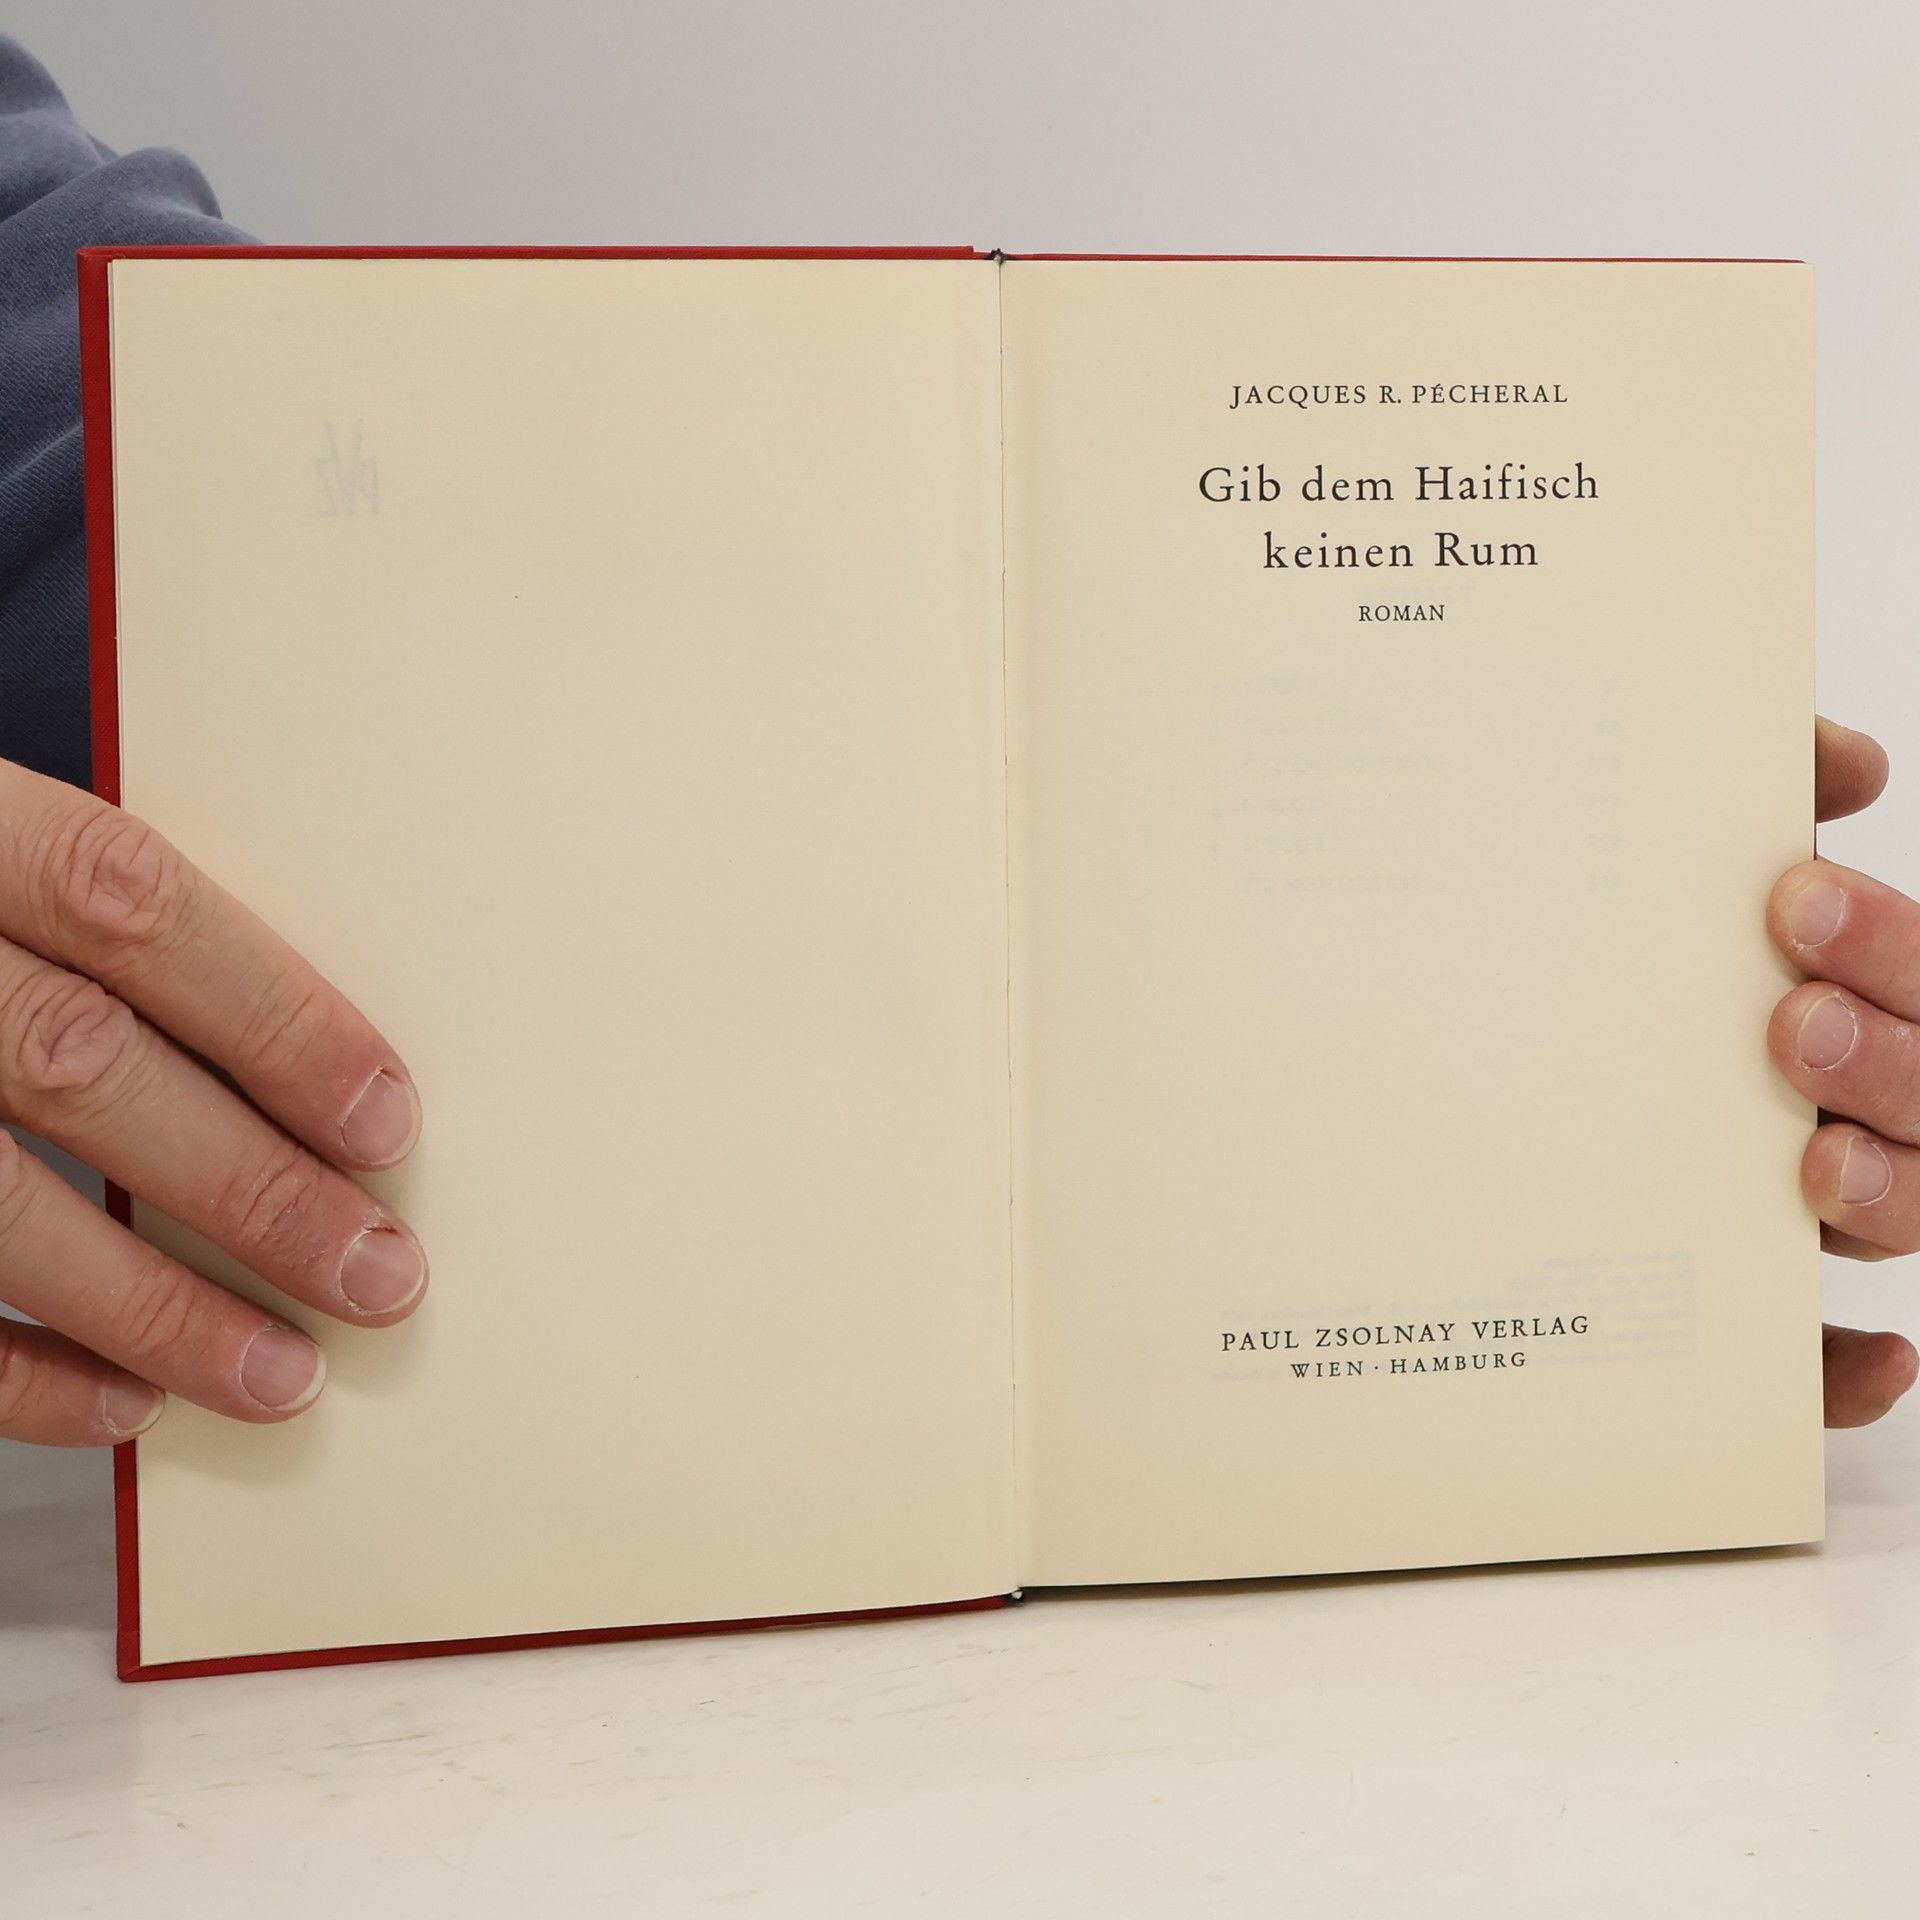 JACQUES R. PÉCHERAL
Gib dem Haifisch
keinen Rum
ROMAN
PAUL ZSOLNAY VERLAG
WIEN · HAMBURG